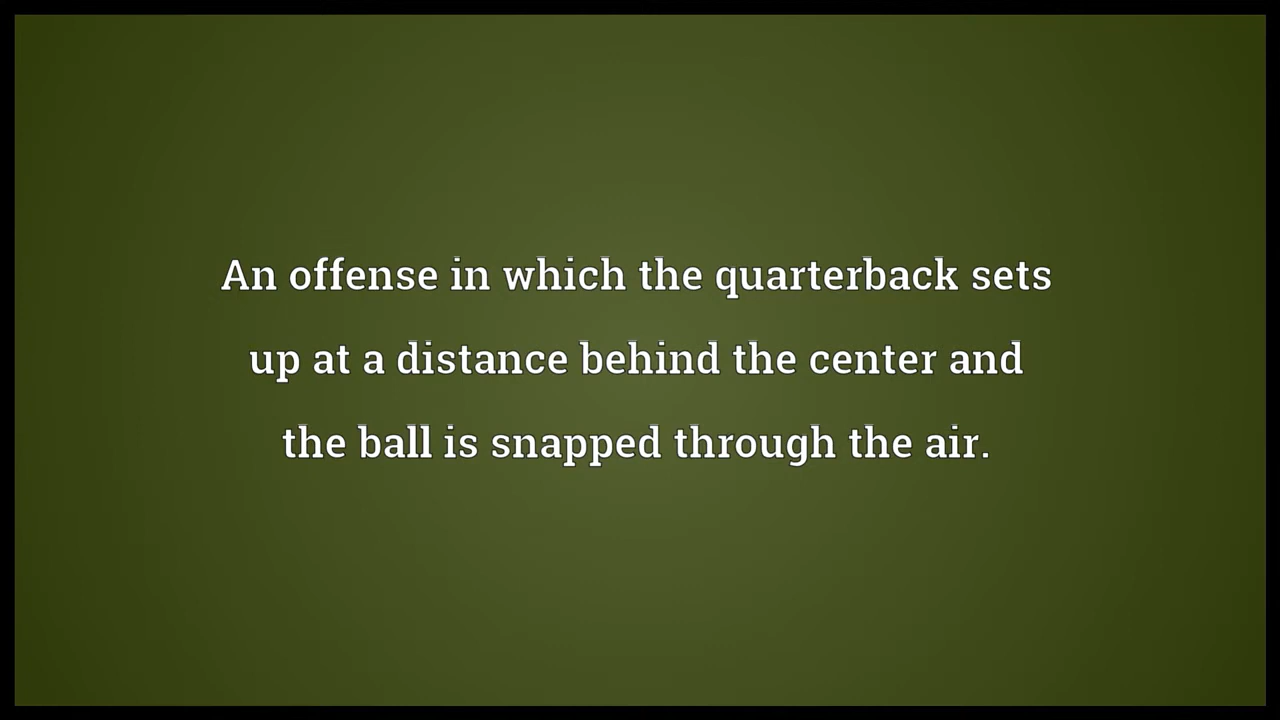 An offense in which the quarterback sets
up at a distance behind the center and
the ball is snapped through the air.